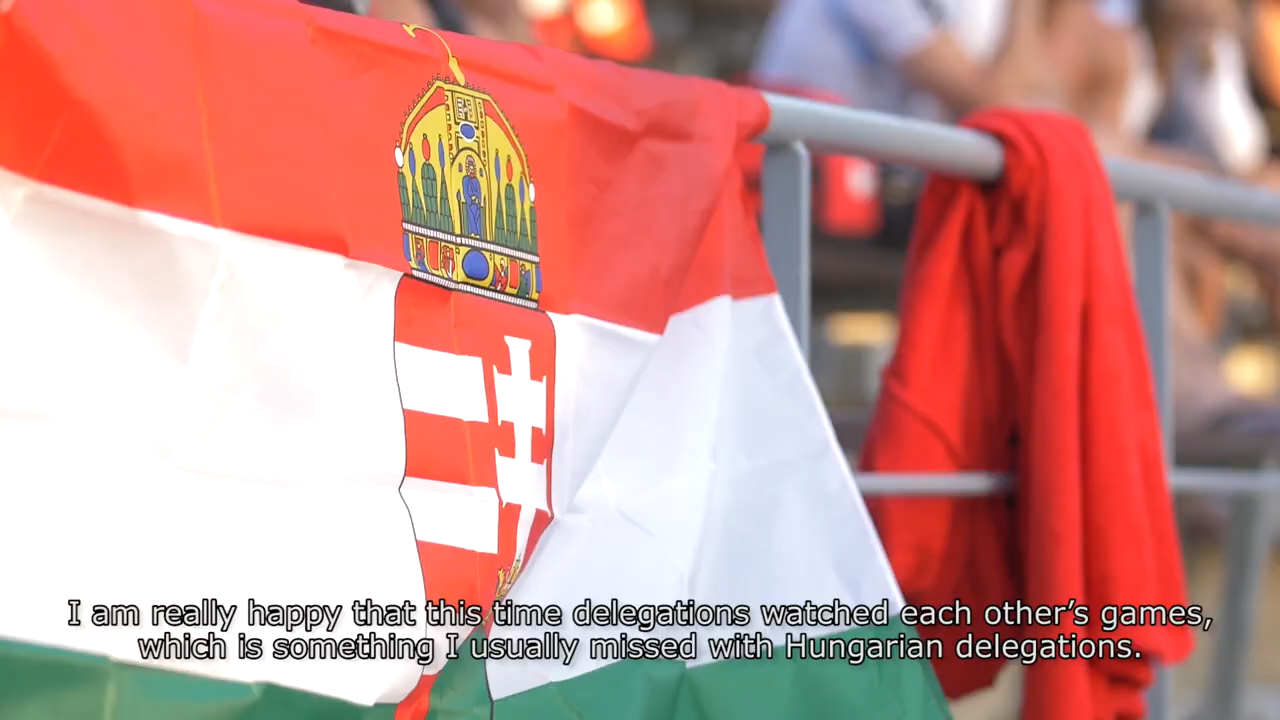 I am really happy that this time delegations watched each other’s games,
which is something I usually missed with Hungarian delegations.